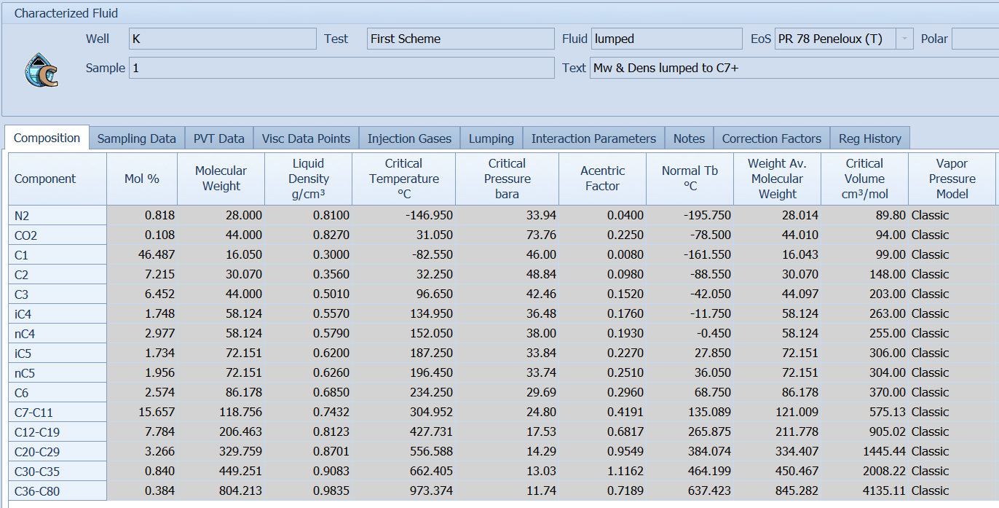 Characterized Fluid
Well K Test First Scheme Fluid lumped EoS PR 78 Peneloux (T) Polar
Sample 1 Text Mw & Dens lumped to C7+
Composition Sampling Data PVT Data Visc Data Points Injection Gases Lumping Interaction Parameters Notes Correction Factors Reg History
Component Mol % Molecular Weight Liquid Density g/cm³ Critical Temperature °C Critical Pressure bara Acentric Factor Normal Tb °C Weight Av. Molecular Weight Critical Volume cm³/mol Vapor Pressure Model
N2 0.818 28.000 0.8100 -146.950 33.94 0.0400 -195.750 28.014 89.80 Classic
CO2 0.108 44.000 0.8270 31.050 73.76 0.2250 -78.500 44.010 94.00 Classic
C1 46.487 16.050 0.3000 -82.550 46.00 0.0080 -161.550 16.043 99.00 Classic
C2 7.215 30.070 0.3560 32.250 48.84 0.0980 -88.550 30.070 148.00 Classic
C3 6.452 44.000 0.5010 96.650 42.46 0.1520 -42.050 44.097 203.00 Classic
iC4 1.748 58.124 0.5570 134.950 36.48 0.1760 -11.750 58.124 263.00 Classic
nC4 2.977 58.124 0.5790 152.050 38.00 0.1930 -0.450 58.124 255.00 Classic
iC5 1.734 72.151 0.6200 187.250 33.84 0.2270 27.850 72.151 306.00 Classic
nC5 1.956 72.151 0.6260 196.450 33.74 0.2510 36.050 72.151 304.00 Classic
C6 2.574 86.178 0.6850 234.250 29.69 0.2960 68.750 86.178 370.00 Classic
C7-C11 15.657 118.756 0.7432 304.952 24.80 0.4191 135.089 121.009 575.13 Classic
C12-C19 7.784 206.463 0.8123 427.731 17.53 0.6817 265.875 211.778 905.02 Classic
C20-C29 3.266 329.759 0.8701 556.588 14.29 0.9549 384.074 334.407 1445.44 Classic
C30-C35 0.840 449.251 0.9083 662.405 13.03 1.1162 464.199 450.467 2008.22 Classic
C36-C80 0.384 804.213 0.9835 973.374 11.74 0.7189 637.423 845.282 4135.11 Classic